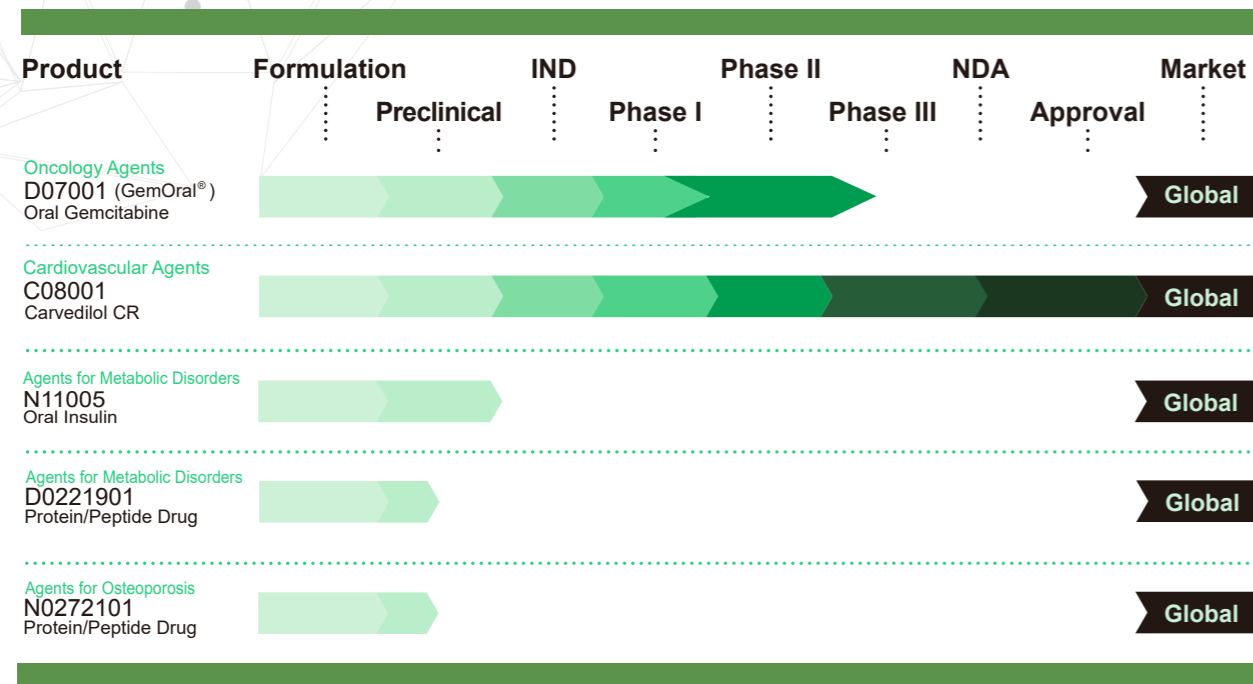 Product Formulation IND Phase II NDA Market
Preclinical Phase I Phase III Approval
Oncology Agents
D07001 (GemOral®)
Oral Gemcitabine
Global
Cardiovascular Agents
C08001
Carvedilol CR
Global
Agents for Metabolic Disorders
N11005
Oral Insulin
Global
Agents for Metabolic Disorders
D0221901
Protein/Peptide Drug
Global
Agents for Osteoporosis
N0272101
Protein/Peptide Drug
Global